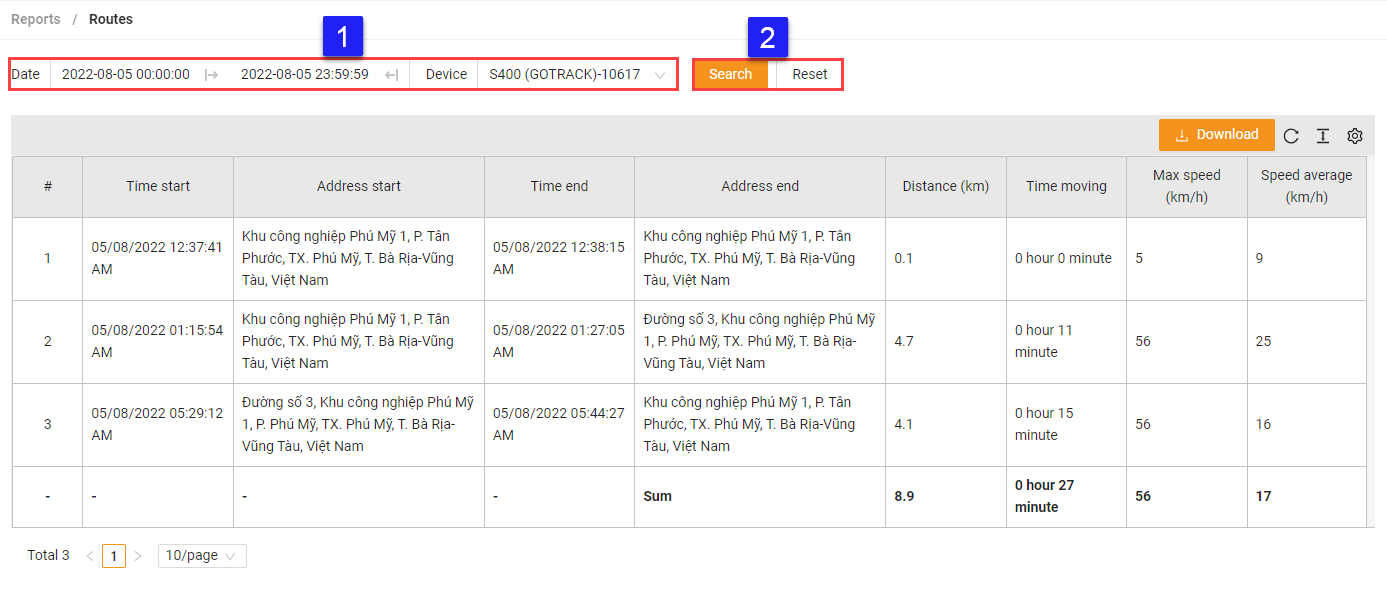 Reports / Routes
1
2
Date 2022-08-05 00:00:00 2022-08-05 23:59:59 Device S400 (GOTRACK)-10617 Search Reset
Download
# Time start Address start Time end Address end Distance (km) Time moving Max speed (km/h) Speed average (km/h)
1
05/08/2022 12:37:41
AM
Khu công nghiệp Phú Mỹ 1, P. Tân
Phước, TX. Phú Mỹ, T. Bà Rịa-Vũng
Tàu, Việt Nam
05/08/2022 12:38:15
AM
Khu công nghiệp Phú Mỹ 1, P. Tân
Phước, TX. Phú Mỹ, T. Bà Rịa-Vũng
Tàu, Việt Nam
0.1
0 hour 0 minute
5
9
2
05/08/2022 01:15:54
AM
Khu công nghiệp Phú Mỹ 1, P. Tân
Phước, TX. Phú Mỹ, T. Bà Rịa-Vũng
Tàu, Việt Nam
05/08/2022 01:27:05
AM
Đường số 3, Khu công nghiệp Phú Mỹ
1, P. Phú Mỹ, TX. Phú Mỹ, T. Bà Rịa-
Vũng Tàu, Việt Nam
4.7
0 hour 11
minute
56
25
3
05/08/2022 05:29:12
AM
Đường số 3, Khu công nghiệp Phú Mỹ
1, P. Phú Mỹ, TX. Phú Mỹ, T. Bà Rịa-
Vũng Tàu, Việt Nam
05/08/2022 05:44:27
AM
Khu công nghiệp Phú Mỹ 1, P. Tân
Phước, TX. Phú Mỹ, T. Bà Rịa-Vũng
Tàu, Việt Nam
4.1
0 hour 15
minute
56
16
-
-
-
-
Sum
8.9
0 hour 27
minute
56
17
Total 3 < 1 > 10/page